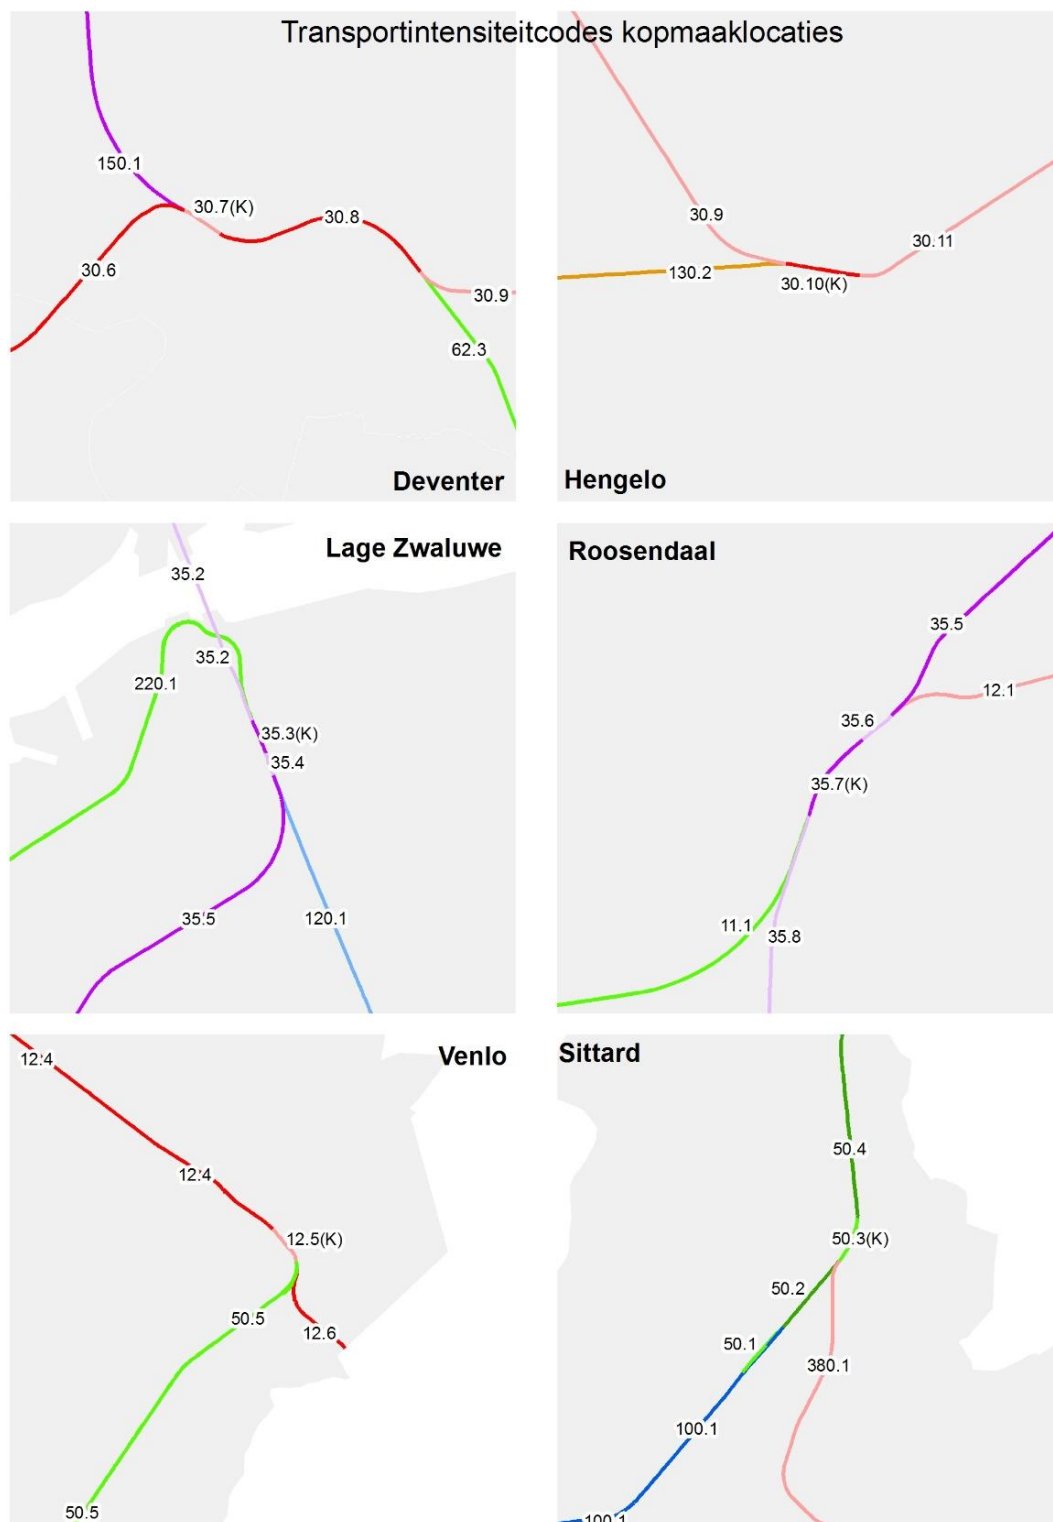 Transportintensiteitcodes kopmaaklocaties
150.1
30.7(K)
30.8
30.6
30.9
62.3
Deventer
30.9
30.11
130.2
30.10(K)
Hengelo
Lage Zwaluwe
35.2
35.2
220.1
35.3(K)
35.4
35.5
120.1
Roosendaal
35.5
12.1
35.6
35.7(K)
11.1
35.8
Venlo
12.4
12.4
12.5(K)
50.5
12.6
50.5
Sittard
50.4
50.3(K)
50.2
50.1
380.1
100.1
100.1